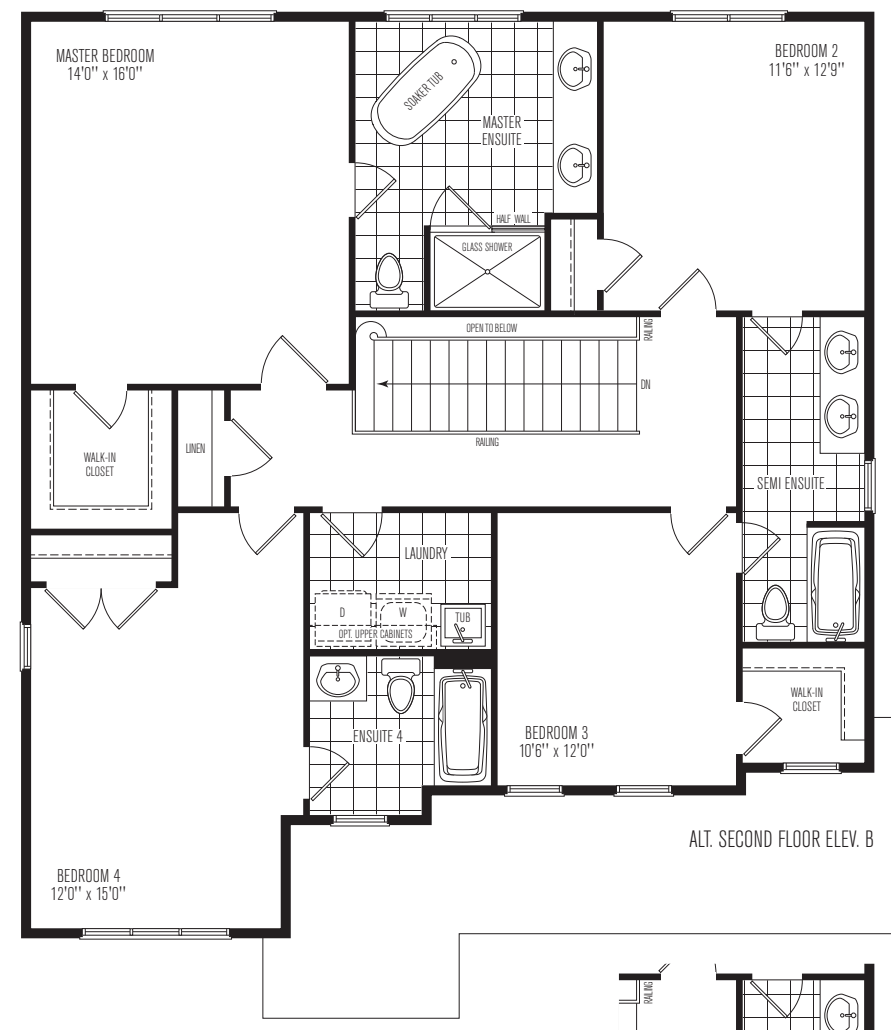 MASTER BEDROOM
14'0" x 16'0"
SOAKER TUB
MASTER
ENSUITE
BEDROOM 2
11'6" x 12'9"
HALF WALL
GLASS SHOWER
OPEN TO BELOW
RAILING
DN
RAILING
LINEN
WALK-IN
CLOSET
SEMI ENSUITE
LAUNDRY
D
W
TUB
OPT. UPPER CABINETS
ENSUITE 4
BEDROOM 3
10'6" x 12'0"
WALK-IN
CLOSET
ALT. SECOND FLOOR ELEV. B
BEDROOM 4
12'0" x 15'0"
RAILING